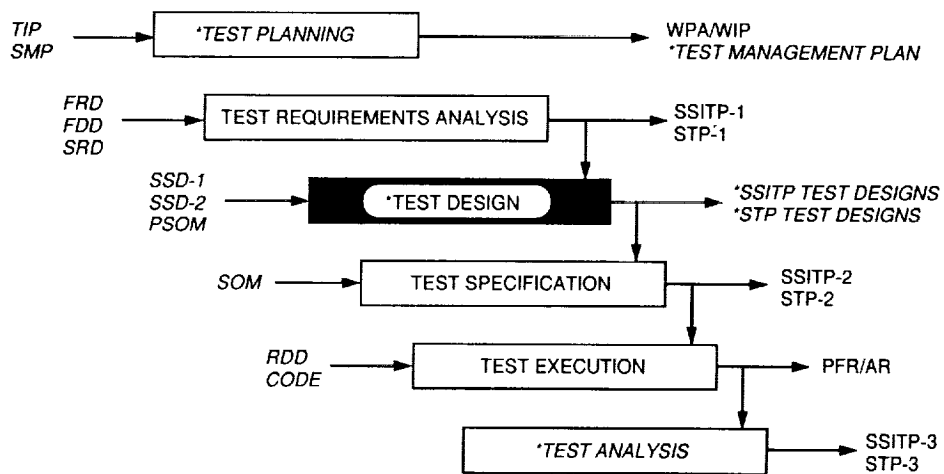 TIP
SMP
*TEST PLANNING
WPA/WIP
*TEST MANAGEMENT PLAN
FRD
FDD
SRD
TEST REQUIREMENTS ANALYSIS
SSITP-1
STP-1
SSD-1
SSD-2
PSOM
*TEST DESIGN
*SSITP TEST DESIGNS
*STP TEST DESIGNS
SOM
TEST SPECIFICATION
SSITP-2
STP-2
RDD
CODE
TEST EXECUTION
PFR/AR
*TEST ANALYSIS
SSITP-3
STP-3